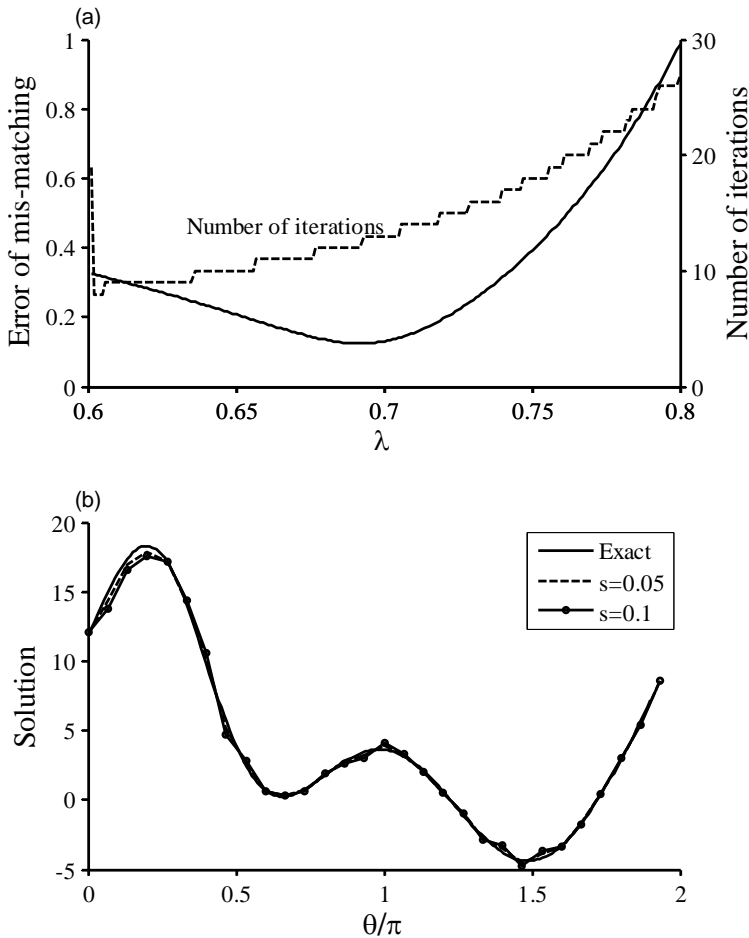 (a)
1
0.8
0.6
0.4
0.2
0
Error of mis-matching
30
20
10
0
Number of iterations
Number of iterations
0.6
0.65
0.7
0.75
0.8
λ
(b)
20
15
10
5
0
-5
Solution
Exact
s=0.05
s=0.1
0
0.5
1
1.5
2
θ/π